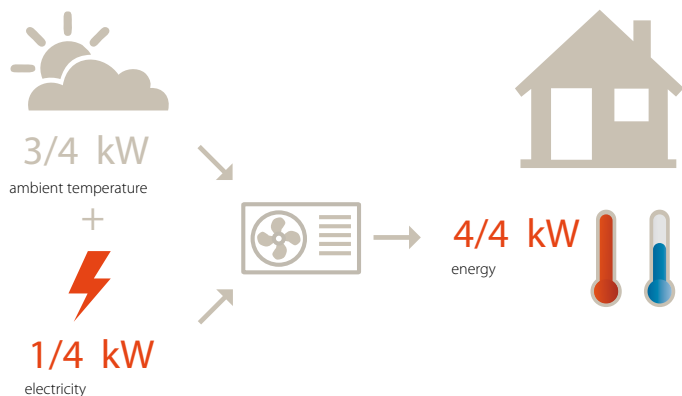 3/4 kW
ambient temperature
+
1/4 kW
electricity
4/4 kW
energy